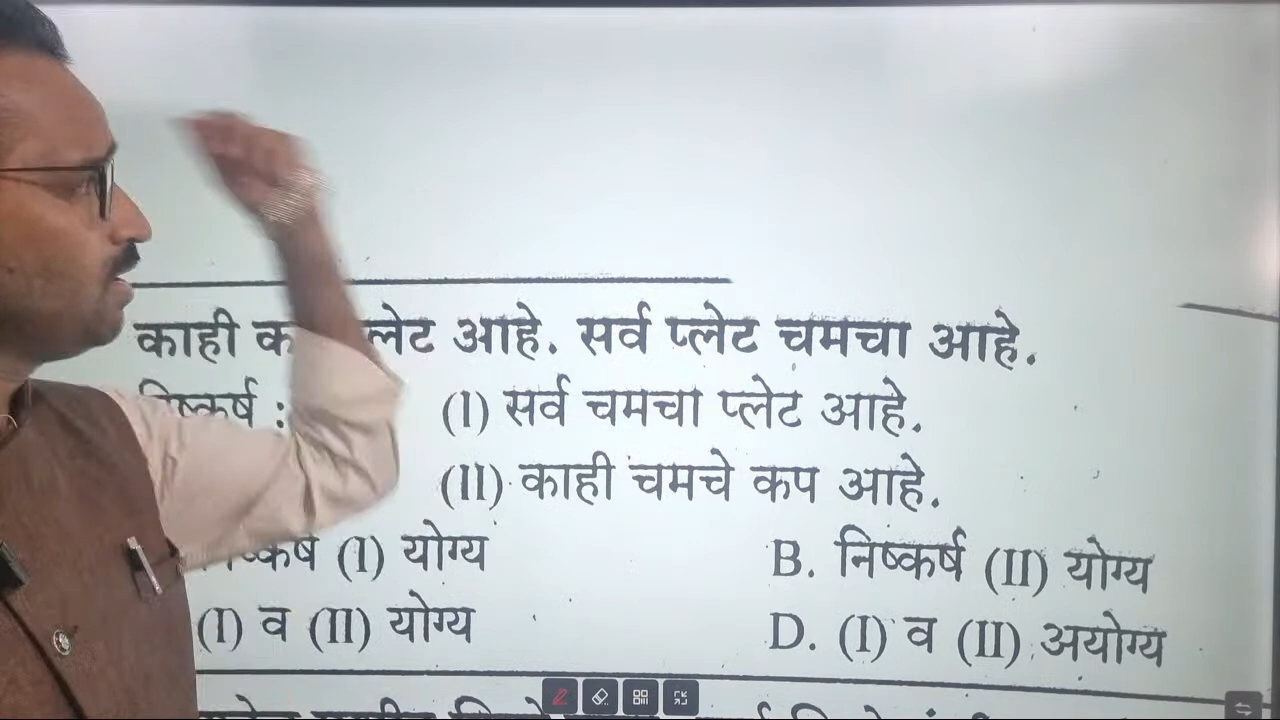 काही आहे. सर्व प्लेट चमचा आहे.
निष्कर्ष : (I) सर्व चमचा प्लेट आहे.
(II) काही चमचे कप आहे.
(I) योग्य B. निष्कर्ष (II) योग्य
(I) व (II) योग्य D. (I) व (II) अयोग्य